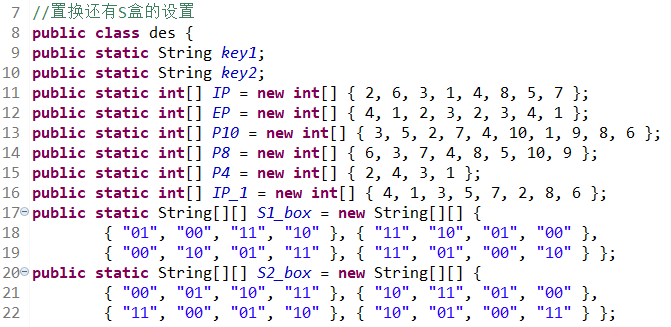 7 //置换还有S盒的设置
8 public class des {
9 public static String key1;
10 public static String key2;
11 public static int[] IP = new int[] { 2, 6, 3, 1, 4, 8, 5, 7 };
12 public static int[] EP = new int[] { 4, 1, 2, 3, 2, 3, 4, 1 };
13 public static int[] P10 = new int[] { 3, 5, 2, 7, 4, 10, 1, 9, 8, 6 };
14 public static int[] P8 = new int[] { 6, 3, 7, 4, 8, 5, 10, 9 };
15 public static int[] P4 = new int[] { 2, 4, 3, 1 };
16 public static int[] IP_1 = new int[] { 4, 1, 3, 5, 7, 2, 8, 6 };
17 public static String[][] S1_box = new String[][] {
18 { "01", "00", "11", "10" }, { "11", "10", "01", "00" },
19 { "00", "10", "01", "11" }, { "11", "01", "00", "10" } };
20 public static String[][] S2_box = new String[][] {
21 { "00", "01", "10", "11" }, { "10", "11", "01", "00" },
22 { "11", "00", "01", "10" }, { "10", "01", "00", "11" } };